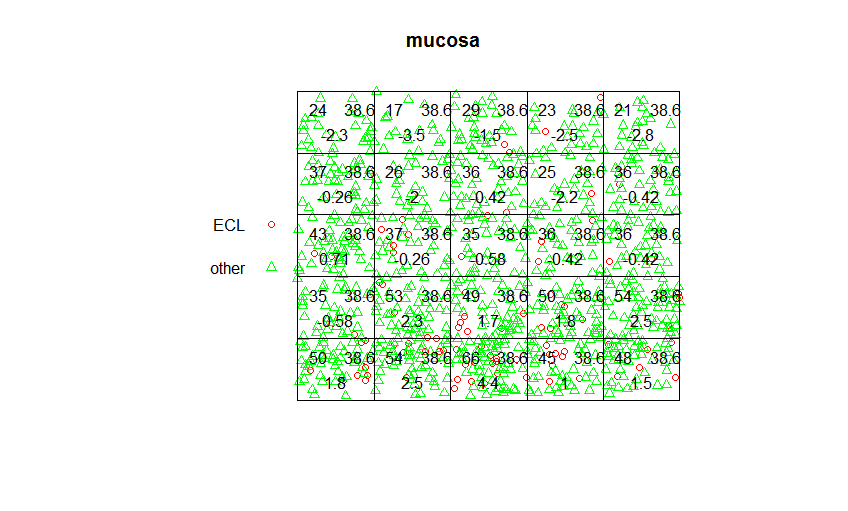 mucosa
24 38.6 17 38.6 29 38.6 23 38.6 21 38.6
-2.3 -3.5 -1.5 -2.5 -2.8
37 38.6 26 38.6 36 38.6 25 38.6 36 38.6
-0.26 -2 -0.42 -2.2 -0.42
ECL
43 38.6 37 38.6 35 38.6 36 38.6 36 38.6
0.71 -0.26 -0.58 -0.42 -0.42
other
35 38.6 53 38.6 49 38.6 50 38.6 54 38.6
-0.58 2.3 1.7 1.8 2.5
50 38.6 54 38.6 66 38.6 45 38.6 48 38.6
1.8 2.5 4.4 1 1.5